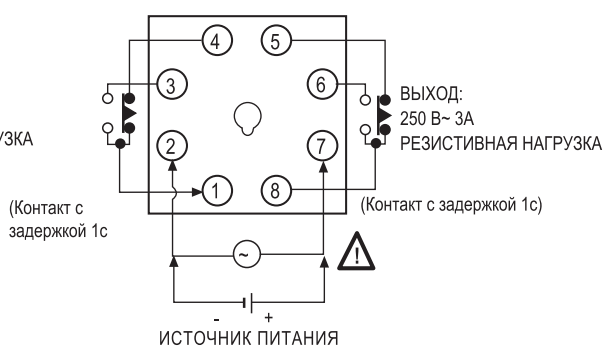 4 5
3 6
ВЫХОД:
250 В~ 3А
РЕЗИСТИВНАЯ НАГРУЗКА
2 7
1 8
(Контакт с
задержкой 1с
(Контакт с задержкой 1с)
~
!
- +
ИСТОЧНИК ПИТАНИЯ